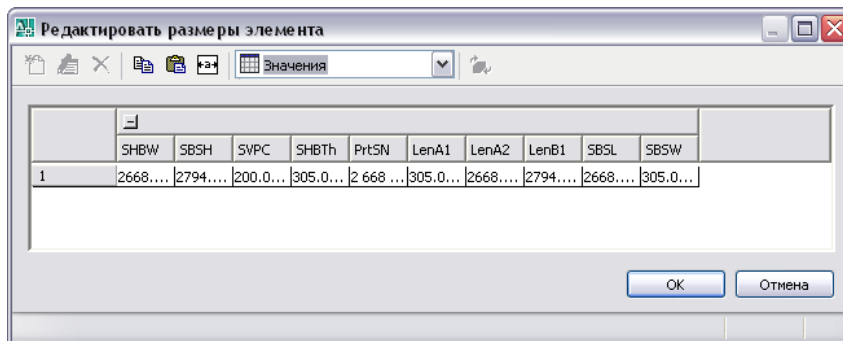 Редактировать размеры элемента
Значения
SHBW SBSH SVPC SHBTh PrtSN LenA1 LenA2 LenB1 SBSL SBSW
1 2668.... 2794.... 200.0... 305.0... 2 668 ... 305.0... 2668.... 2794.... 2668.... 305.0...
OK Отмена